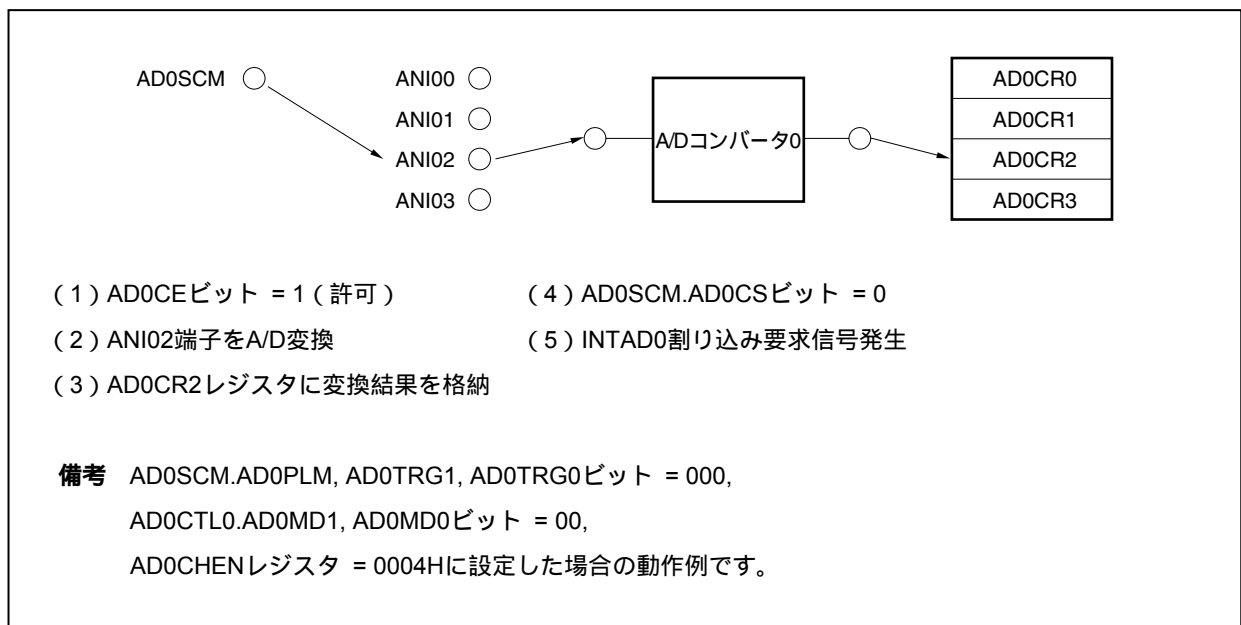 AD0SCM
ANI00
ANI01
ANI02
ANI03
A/Dコンバータ0
AD0CR0
AD0CR1
AD0CR2
AD0CR3
（1）AD0CEビット = 1（許可）
（2）ANI02端子をA/D変換
（3）AD0CR2レジスタに変換結果を格納
（4）AD0SCM.AD0CSビット = 0
（5）INTAD0割り込み要求信号発生
備考 AD0SCM.AD0PLM, AD0TRG1, AD0TRG0ビット = 000,
AD0CTL0.AD0MD1, AD0MD0ビット = 00,
AD0CHENレジスタ = 0004Hに設定した場合の動作例です。